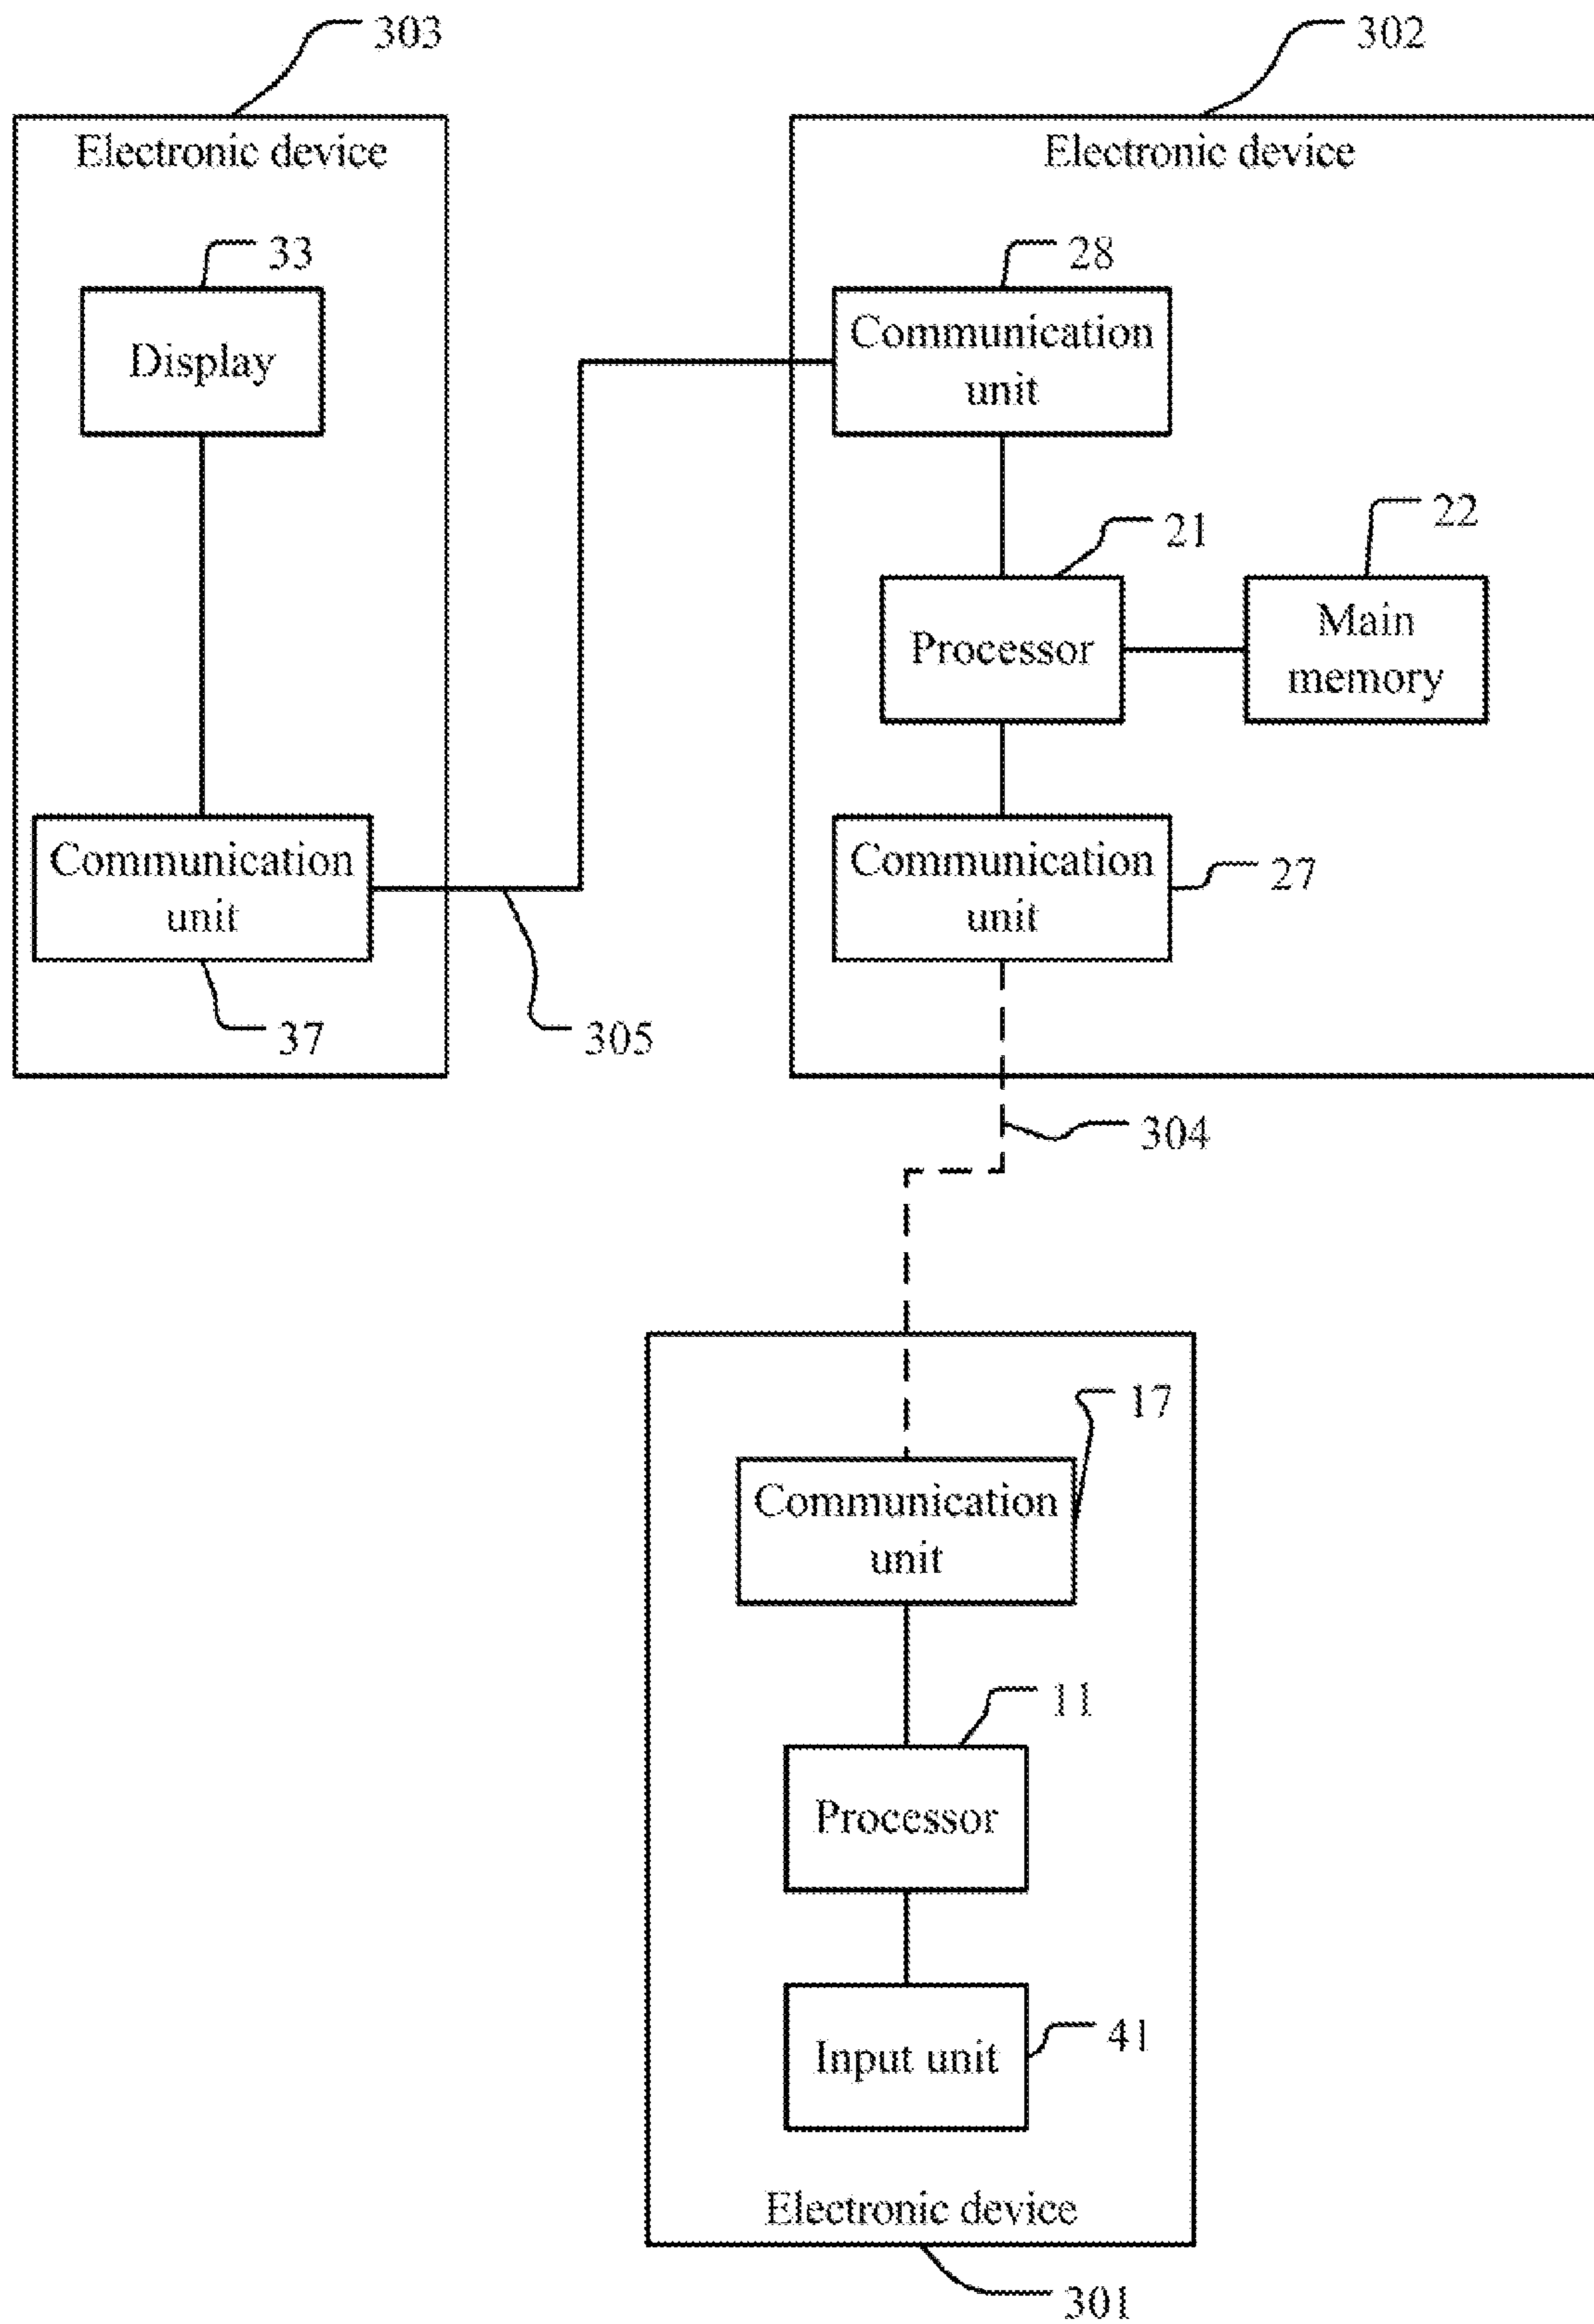 303
302
Electronic device
Electronic device
33
28
Display
Communication
unit
21
22
Processor
Main
memory
Communication
unit
Communication
unit
27
37
305
304
17
Communication
unit
11
Processor
41
Input unit
Electronic device
301